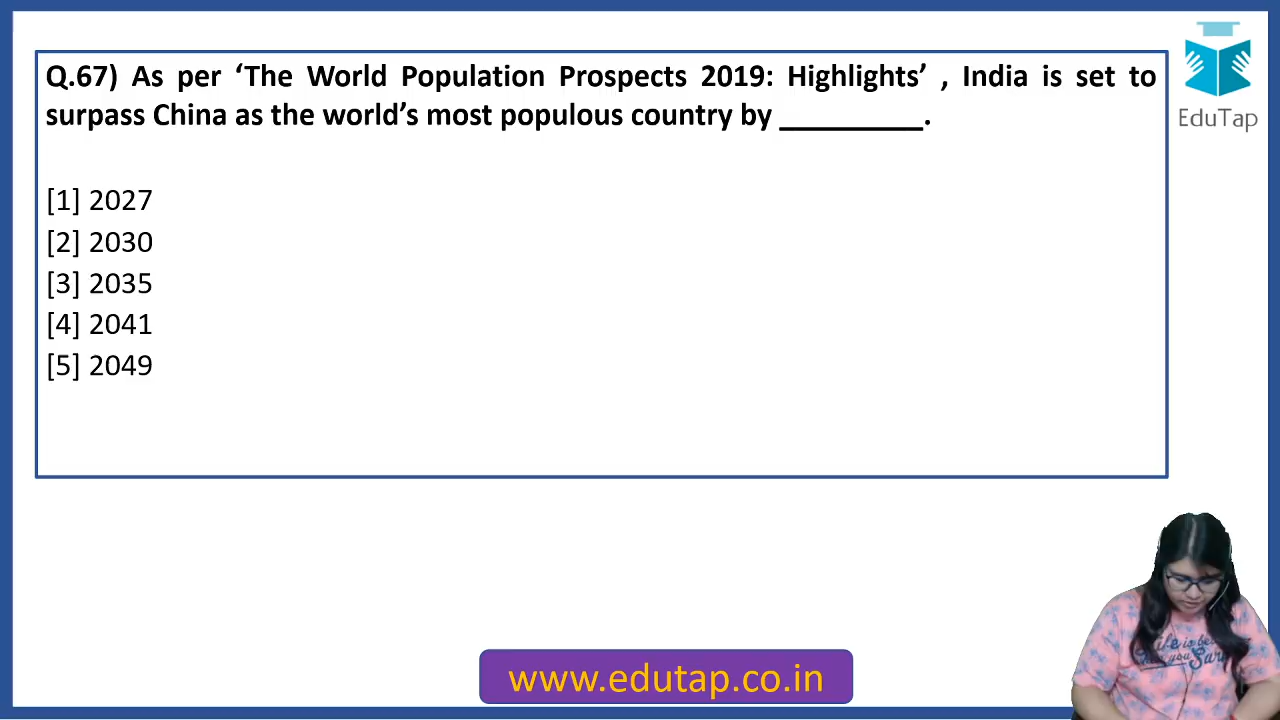 Q.67) As per ‘The World Population Prospects 2019: Highlights’ , India is set to
surpass China as the world’s most populous country by _________.
[1] 2027
[2] 2030
[3] 2035
[4] 2041
[5] 2049
EduTap
www.edutap.co.in